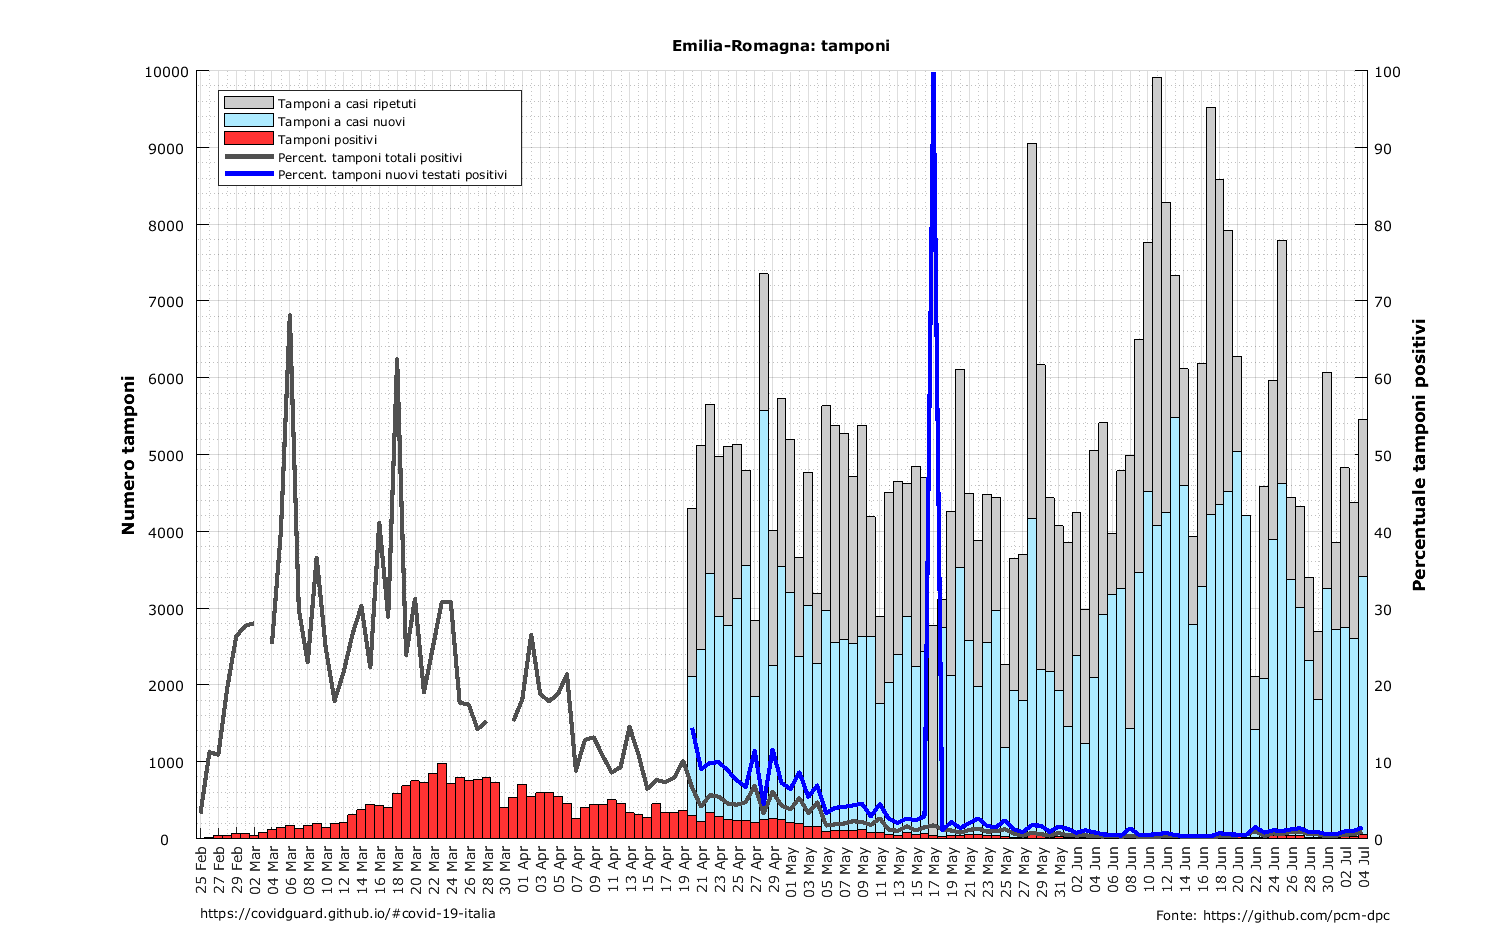 Emilia-Romagna: tamponi
Tamponi a casi ripetuti
Tamponi a casi nuovi
Tamponi positivi
Percent. tamponi totali positivi
Percent. tamponi nuovi testati positivi
Numero tamponi
10000
9000
8000
7000
6000
5000
4000
3000
2000
1000
0
Percentuale tamponi positivi
100
90
80
70
60
50
40
30
20
10
0
25 Feb
27 Feb
29 Feb
02 Mar
04 Mar
06 Mar
08 Mar
10 Mar
12 Mar
14 Mar
16 Mar
18 Mar
20 Mar
22 Mar
24 Mar
26 Mar
28 Mar
30 Mar
01 Apr
03 Apr
05 Apr
07 Apr
09 Apr
11 Apr
13 Apr
15 Apr
17 Apr
19 Apr
21 Apr
23 Apr
25 Apr
27 Apr
29 Apr
01 May
03 May
05 May
07 May
09 May
11 May
13 May
15 May
17 May
19 May
21 May
23 May
25 May
27 May
29 May
31 May
02 Jun
04 Jun
06 Jun
08 Jun
10 Jun
12 Jun
14 Jun
16 Jun
18 Jun
20 Jun
22 Jun
24 Jun
26 Jun
28 Jun
30 Jun
02 Jul
04 Jul
https://covidguard.github.io/#covid-19-italia
Fonte: https://github.com/pcm-dpc